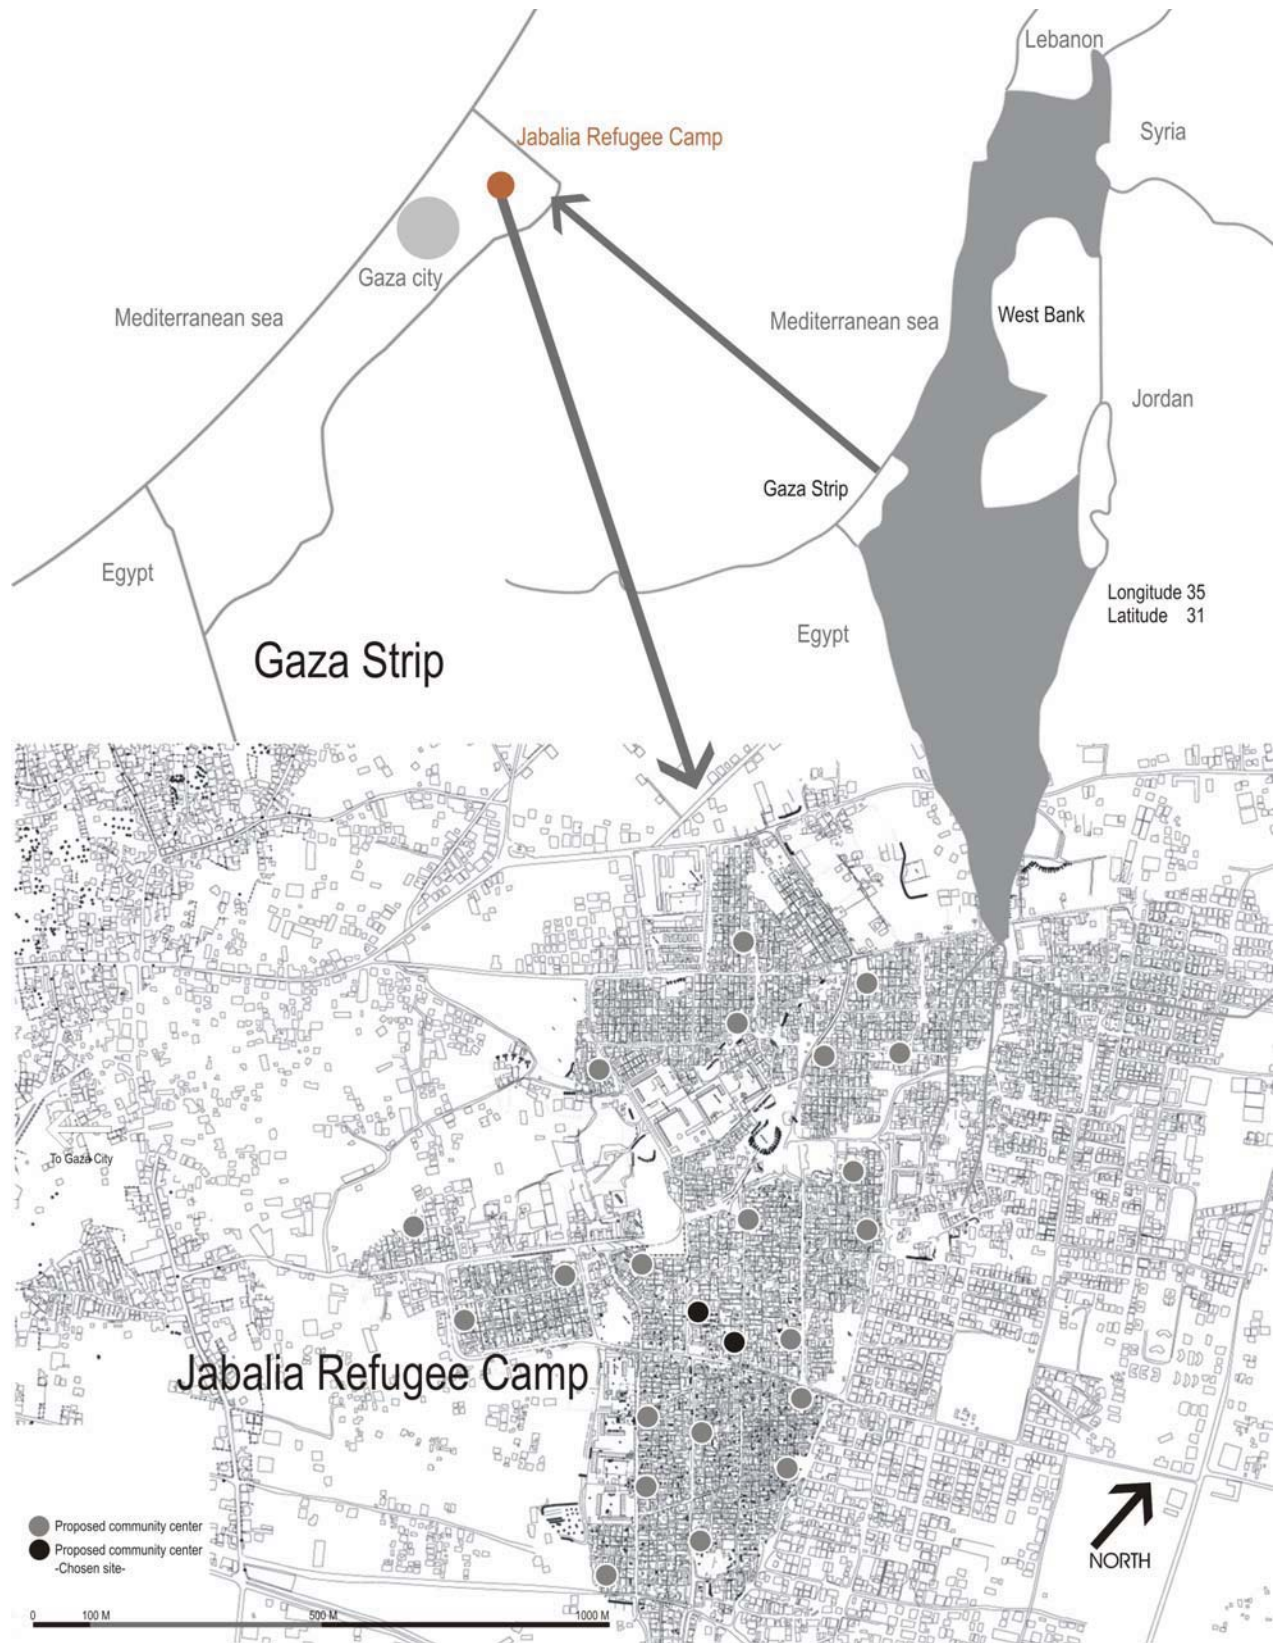 Lebanon
Jabalia Refugee Camp
Syria
Gaza city
Mediterranean sea
Mediterranean sea
West Bank
Jordan
Gaza Strip
Egypt
Longitude 35
Latitude 31
Egypt
Gaza Strip
To Gaza City
Jabalia Refugee Camp
Proposed community center
Proposed community center
-Chosen site-
NORTH
0 100 M 500 M 1000 M